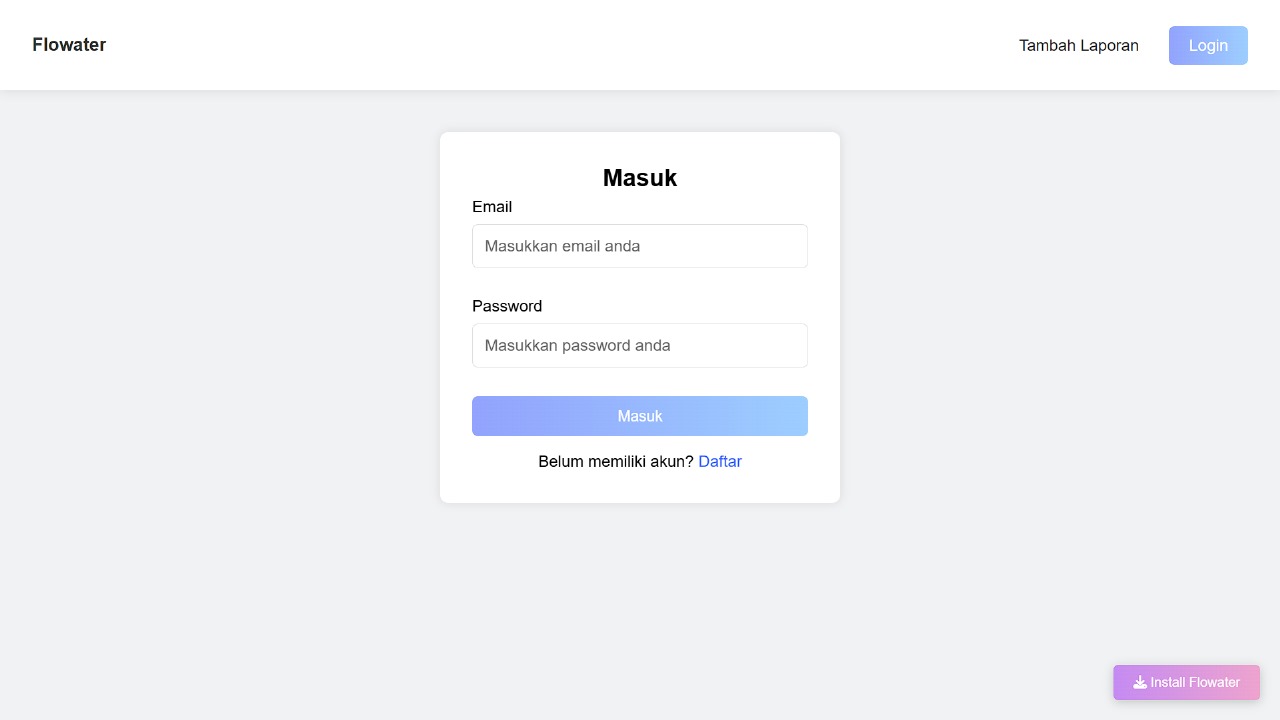 Flowater
Tambah Laporan
Login
Masuk
Email
Masukkan email anda
Password
Masukkan password anda
Masuk
Belum memiliki akun? Daftar
Install Flowater